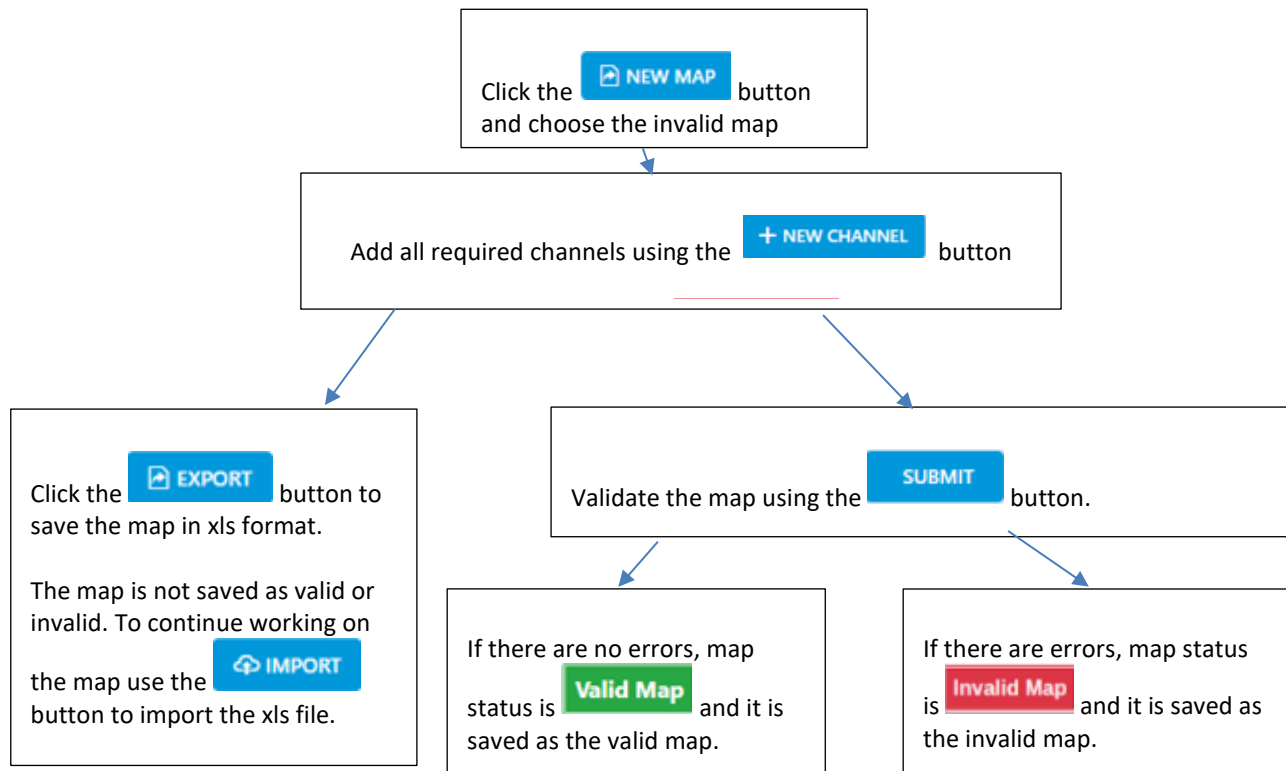 Click the NEW MAP button
and choose the invalid map
Add all required channels using the + NEW CHANNEL button
Click the EXPORT button to
save the map in xls format.
The map is not saved as valid or
invalid. To continue working on
the map use the IMPORT
button to import the xls file.
Validate the map using the SUBMIT button.
If there are no errors, map
status is Valid Map and it is
saved as the valid map.
If there are errors, map status
is Invalid Map and it is saved as
the invalid map.